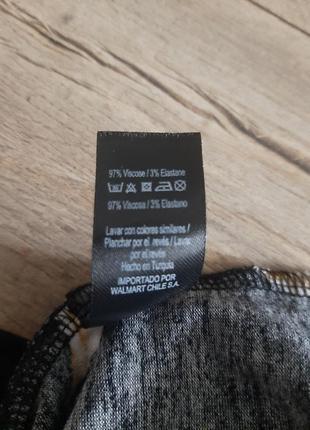 97% Viscose / 3% Elastane
97% Viscosa / 3% Elastano
Lavar con colores similares /
Planchar por el revés / Lavar
por el revés
Hecho en Turquia
IMPORTADO POR
WALMART CHILE S.A.